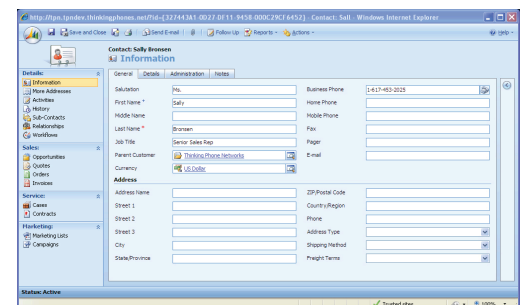 http://tpn.tpndev.thinkingphones.net/?id={327443A1-0D27-DF11-9458-000C29CF6452} - Contact: Sall - Windows Internet Explorer
Save and Close Send E-mail Follow Up Reports Actions Help
Contact: Sally Bronsen
Information
Details:
Information
More Addresses
Activities
History
Sub-Contacts
Relationships
Workflows
Sales:
Opportunities
Quotes
Orders
Invoices
Service:
Cases
Contracts
Marketing:
Marketing Lists
Campaigns
General Details Administration Notes
Salutation Ms. Business Phone 1-617-453-2025
First Name * Sally Home Phone
Middle Name Mobile Phone
Last Name * Bronsen Fax
Job Title Senior Sales Rep Pager
Parent Customer Thinking Phone Networks E-mail
Currency US Dollar
Address
Address Name ZIP/Postal Code
Street 1 Country/Region
Street 2 Phone
Street 3 Address Type
City Shipping Method
State/Province Freight Terms
Status: Active
Trusted sites 100%